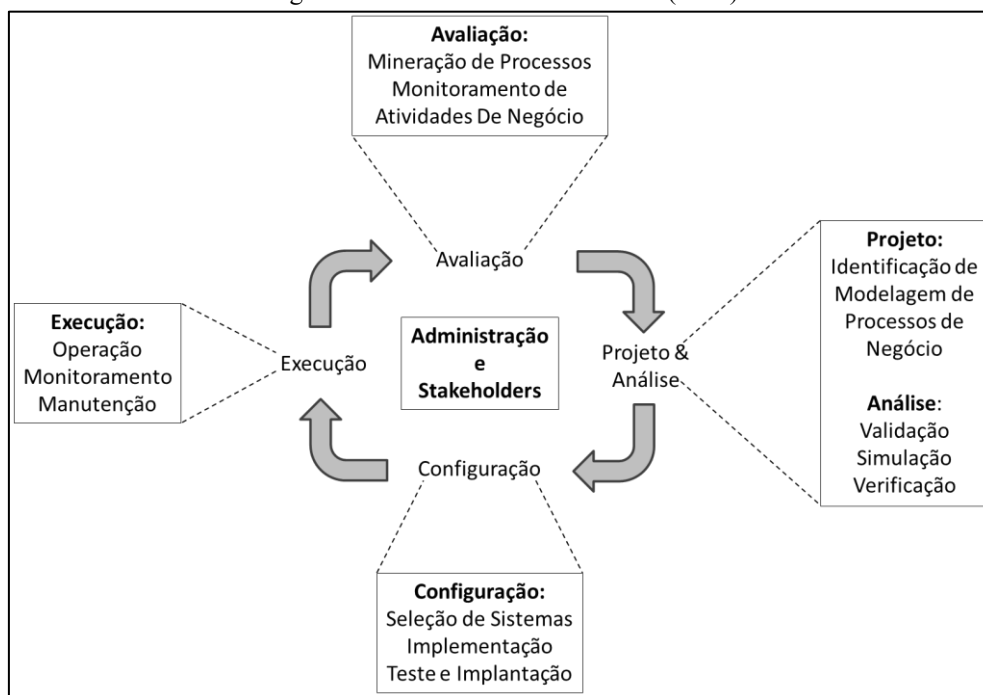 Avaliação:
Mineração de Processos
Monitoramento de
Atividades De Negócio
Avaliação
Projeto:
Identificação de
Modelagem de
Processos de
Negócio
Análise:
Validação
Simulação
Verificação
Projeto &
Análise
Administração
e
Stakeholders
Execução
Execução:
Operação
Monitoramento
Manutenção
Configuração
Configuração:
Seleção de Sistemas
Implementação
Teste e Implantação